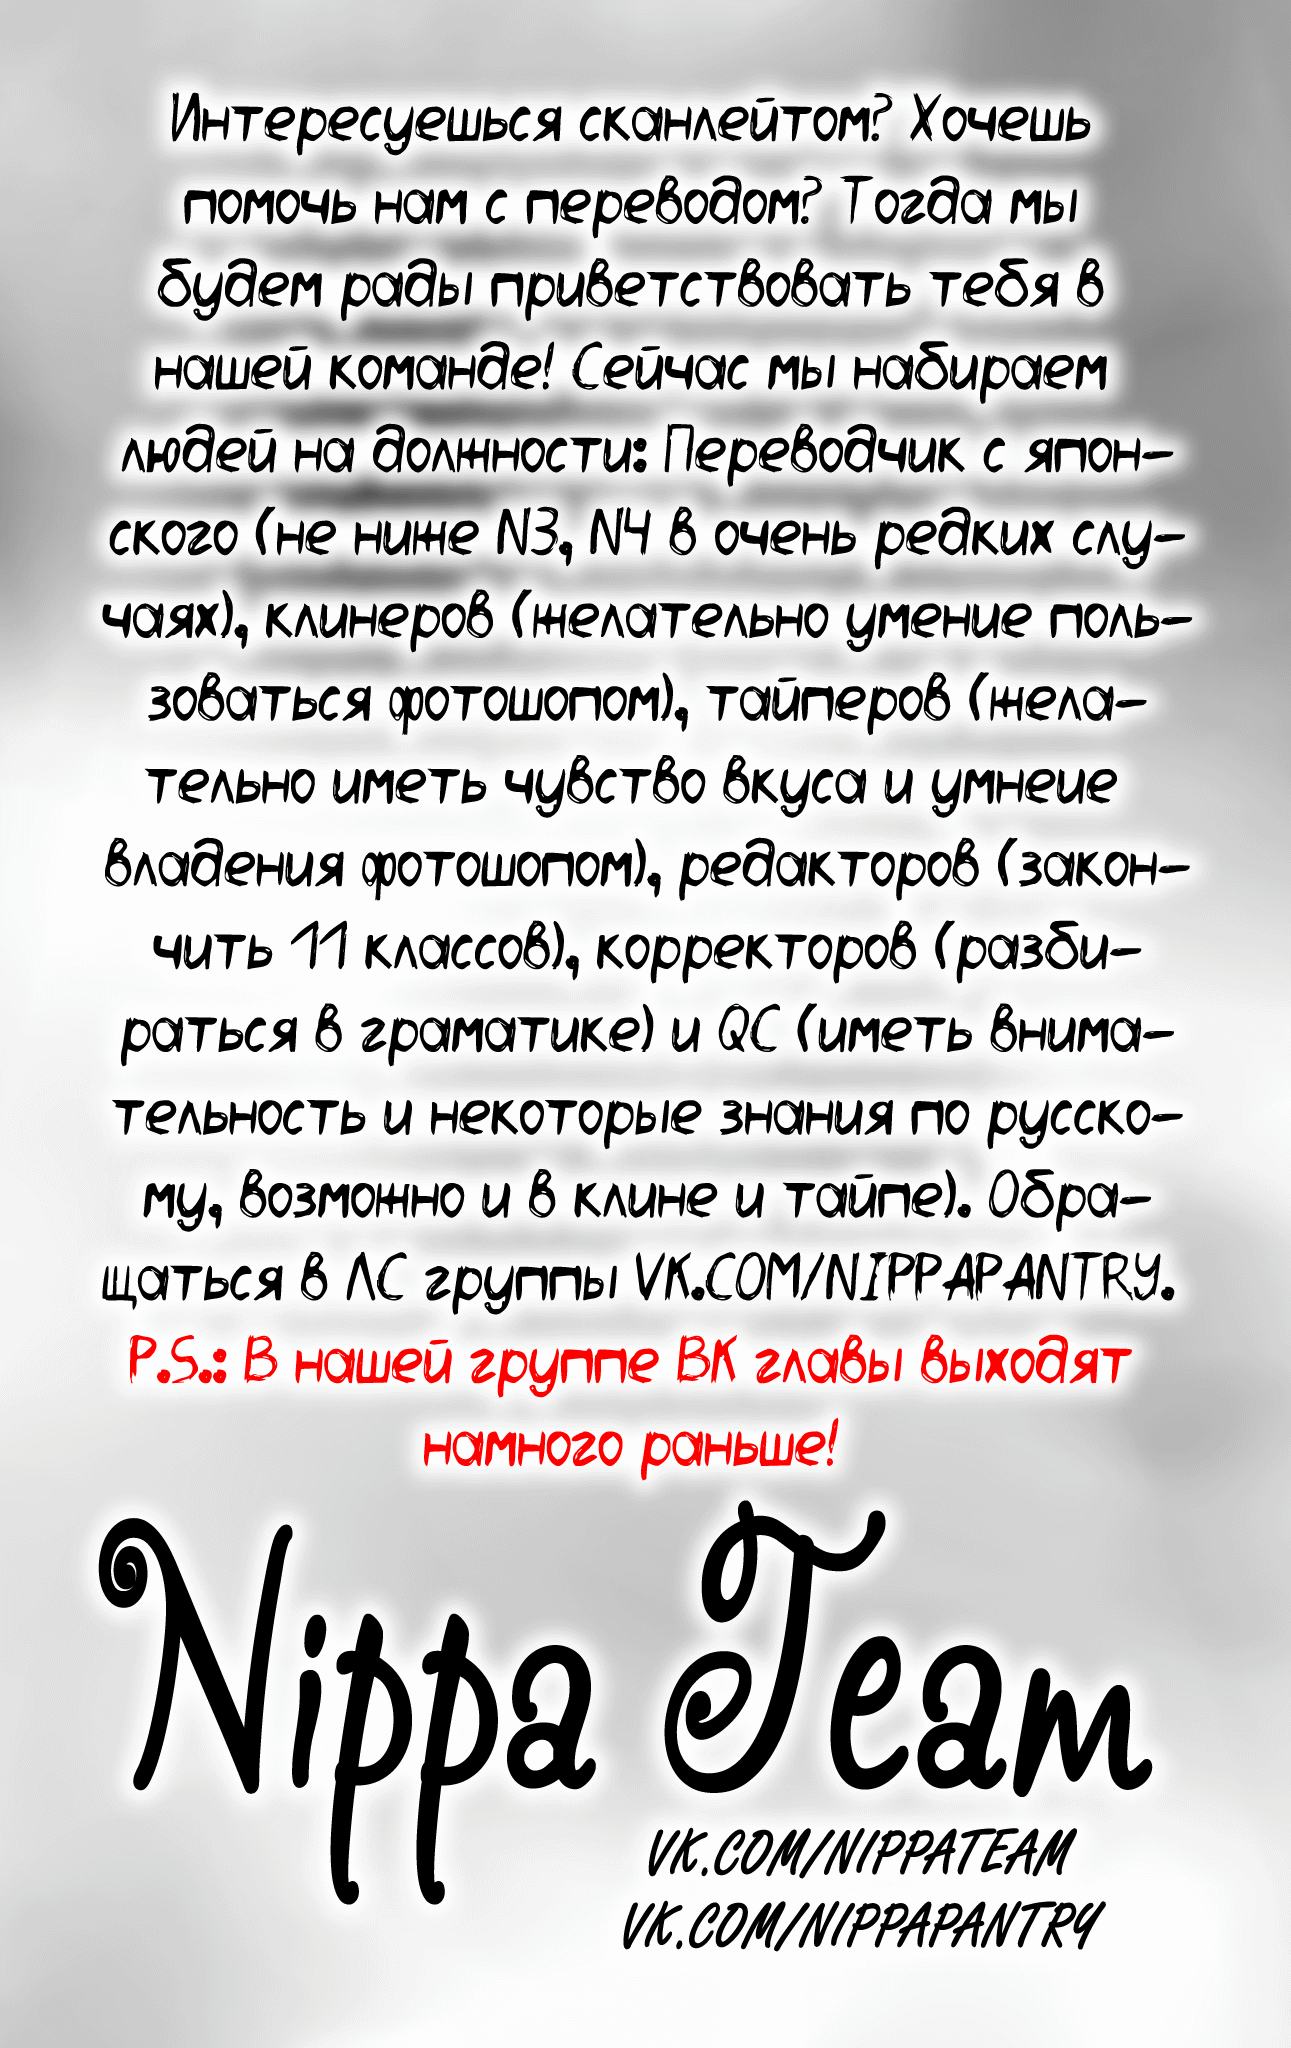 Интересуешься сканлейтом? Хочешь
помочь нам с переводом? Тогда мы
будем рады приветствовать тебя в
нашей команде! Сейчас мы набираем
людей на должности: Переводчик с япон-
ского (не ниже N3, N4 в очень редких слу-
чаях), клинеров (желательно умение поль-
зоваться фотошопом), тайперов (жела-
тельно иметь чувство вкуса и умнеие
владения фотошопом), редакторов (закон-
чить 11 классов), корректоров (разби-
раться в граматике) и QC (иметь внима-
тельность и некоторые знания по русско-
му, возможно и в клине и тайпе). Обра-
щаться в ЛС группы VK.COM/NIPPAPANTRY.
P.S.: В нашей группе ВК главы выходят
намного раньше!
Nippa Team
VK.COM/NIPPATEAM
VK.COM/NIPPAPANTRY